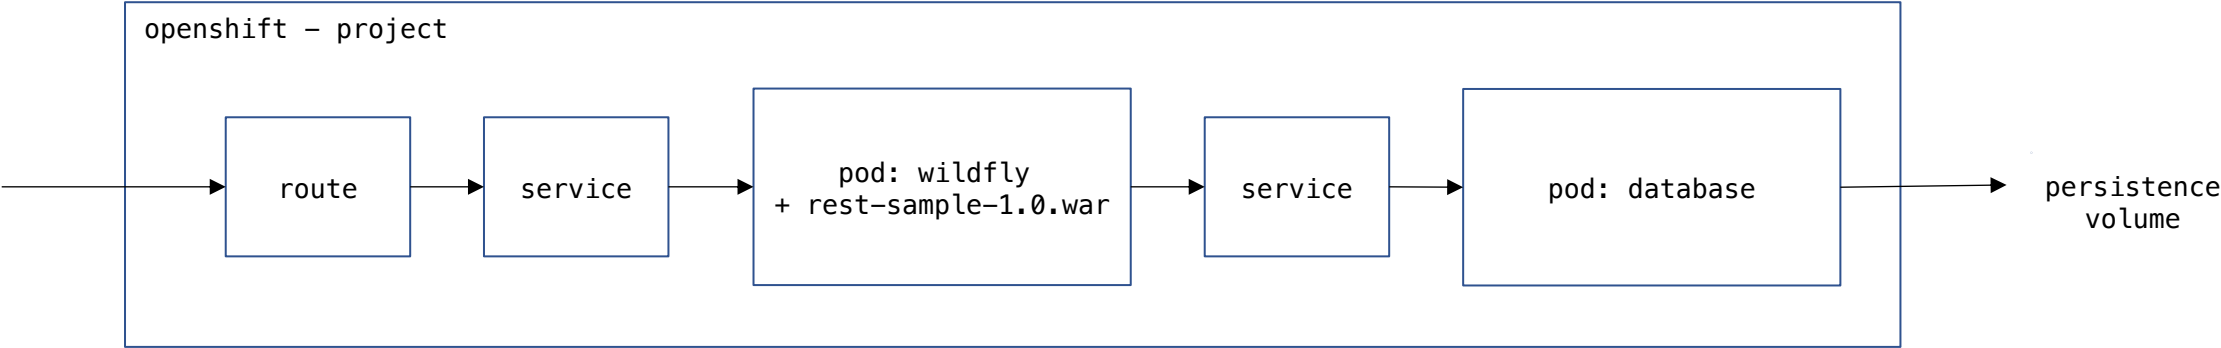 openshift – project
route
service
pod: wildfly
+ rest–sample–1.0.war
service
pod: database
persistence
volume